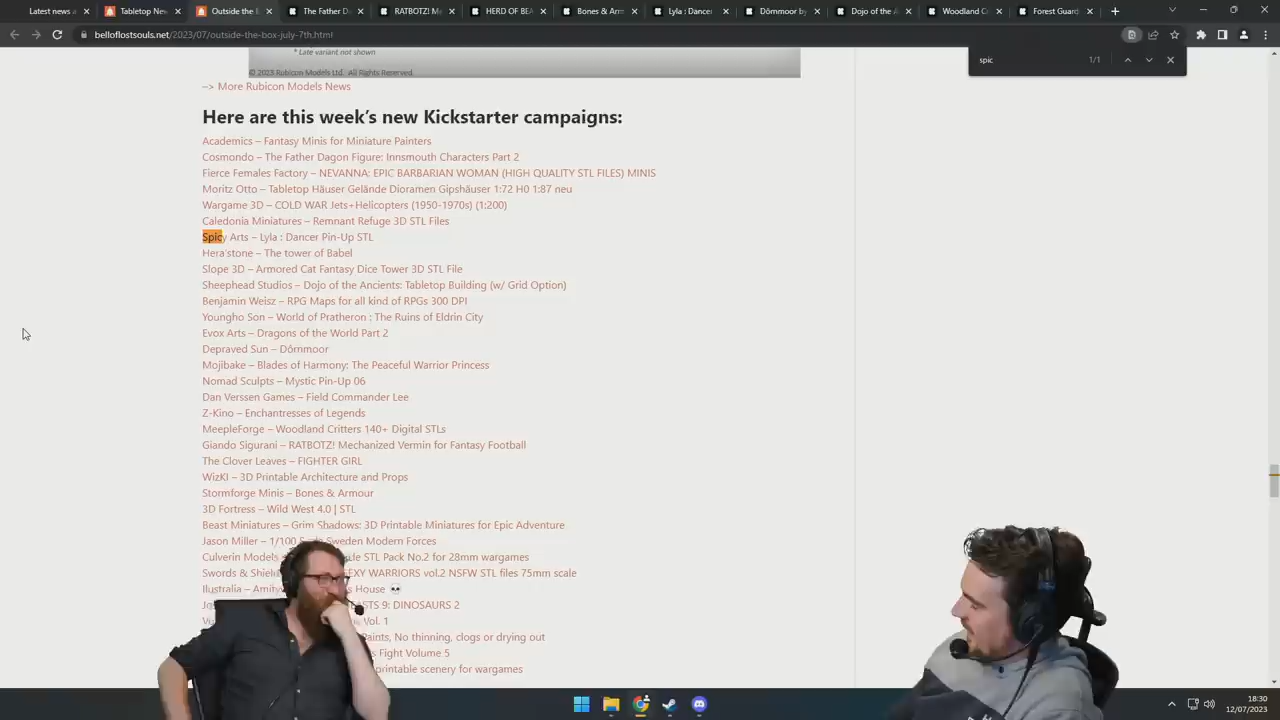 Latest news a
Tabletop News
Outside the
RATBOTZ! Me
HERD OF BEA
Bones & Arm
Lyla : Dancer
Dômmoor
Dojo of the A
Woodland Cri
Forest Guard
belloflostsouls.net/2023/07/outside-the-box-july-7th.html
spic
1/1
* Late variant not shown
© 2023 Rubicon Models Ltd. All Rights Reserved.
–> More Rubicon Models News
Here are this week's new Kickstarter campaigns:
Academics – Fantasy Minis for Miniature Painters
Cosmondo – The Father Dagon Figure: Innsmouth Characters Part 2
Fierce Females Factory – NEVANNA: EPIC BARBARIAN WOMAN (HIGH QUALITY STL FILES) MINIS
Moritz Otto – Tabletop Häuser Gelände Dioramen Gipshäuser 1:72 H0 1:87 neu
Wargame 3D – COLD WAR Jets+Helicopters (1950-1970s) (1:200)
Caledonia Miniatures – Remnant Refuge 3D STL Files
Spicy Arts – Lyla : Dancer Pin-Up STL
Hera'stone – The tower of Babel
Slope 3D – Armored Cat Fantasy Dice Tower 3D STL File
Sheephead Studios – Dojo of the Ancients: Tabletop Building (w/ Grid Option)
Benjamin Weisz – RPG Maps for all kind of RPGs 300 DPI
Youngho Son – World of Pratheron : The Ruins of Eldrin City
Evox Arts – Dragons of the World Part 2
Depraved Sun – Dômmoor
Mojibake – Blades of Harmony: The Peaceful Warrior Princess
Nomad Sculpts – Mystic Pin-Up 06
Dan Verssen Games – Field Commander Lee
Z-Kino – Enchantresses of Legends
MeepleForge – Woodland Critters 140+ Digital STLs
Giando Sigurani – RATBOTZ! Mechanized Vermin for Fantasy Football
The Clover Leaves – FIGHTER GIRL
WizKI – 3D Printable Architecture and Props
Stormforge Minis – Bones & Armour
3D Fortress – Wild West 4.0 | STL
Beast Miniatures – Grim Shadows: 3D Printable Miniatures for Epic Adventure
Jason Miller – 1/100 Sweden Modern Forces
Culverin Models STL Pack No.2 for 28mm wargames
Swords & SEXY WARRIORS vol.2 NSFW STL files 75mm scale
Ilustralia – House 💀
9: DINOSAURS 2
Vol. 1
Paints, No thinning, clogs or drying out
Fight Volume 5
printable scenery for wargames
18:30
12/07/2023